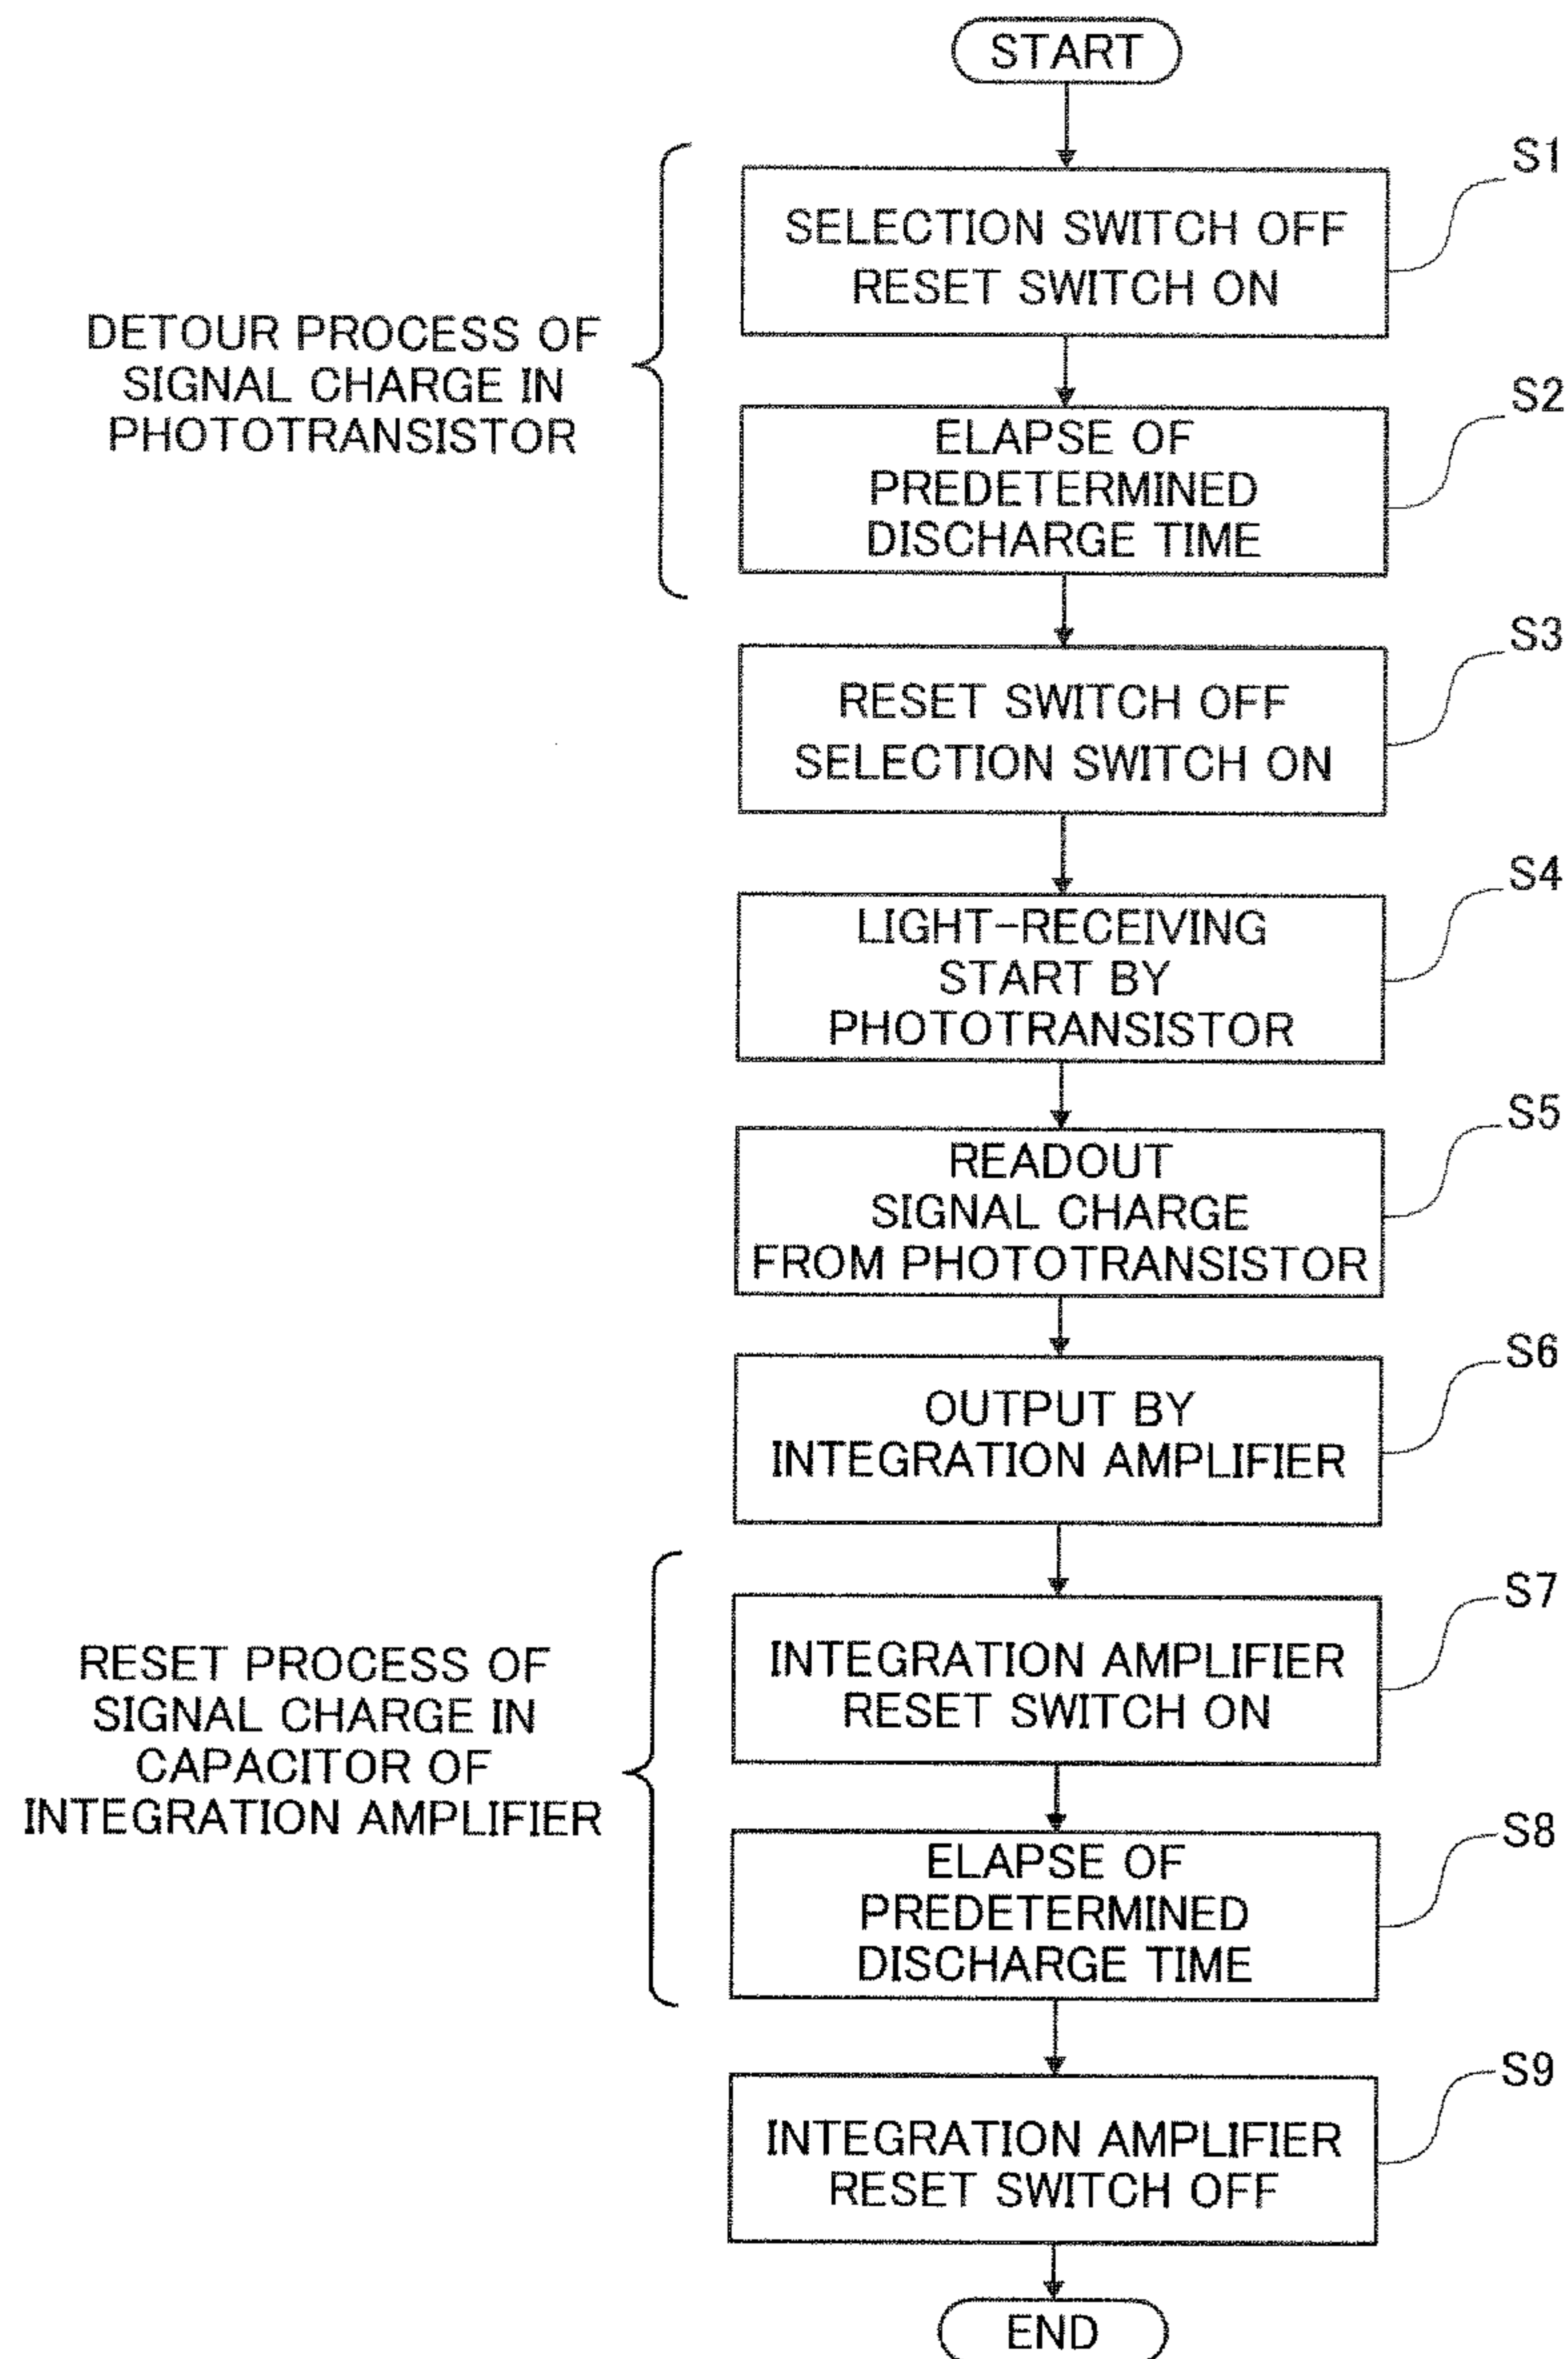 START
S1
SELECTION SWITCH OFF
RESET SWITCH ON
DETOUR PROCESS OF
SIGNAL CHARGE IN
PHOTOTRANSISTOR
S2
ELAPSE OF
PREDETERMINED
DISCHARGE TIME
S3
RESET SWITCH OFF
SELECTION SWITCH ON
S4
LIGHT-RECEIVING
START BY
PHOTOTRANSISTOR
S5
READOUT
SIGNAL CHARGE
FROM PHOTOTRANSISTOR
S6
OUTPUT BY
INTEGRATION AMPLIFIER
S7
INTEGRATION AMPLIFIER
RESET SWITCH ON
RESET PROCESS OF
SIGNAL CHARGE IN
CAPACITOR OF
INTEGRATION AMPLIFIER
S8
ELAPSE OF
PREDETERMINED
DISCHARGE TIME
S9
INTEGRATION AMPLIFIER
RESET SWITCH OFF
END